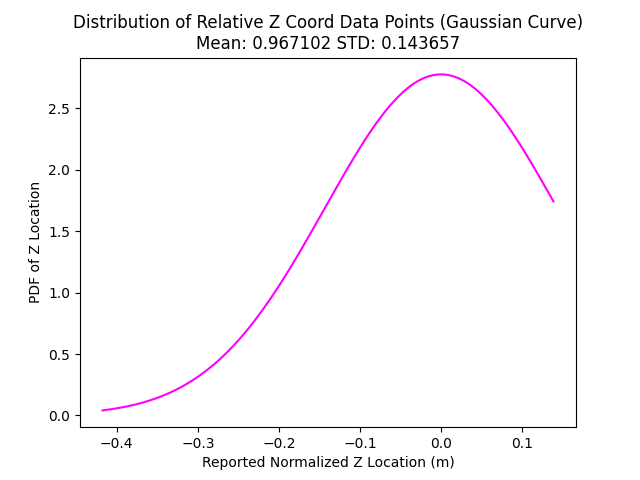 Distribution of Relative Z Coord Data Points (Gaussian Curve)
Mean: 0.967102 STD: 0.143657
PDF of Z Location
2.5
2.0
1.5
1.0
0.5
0.0
−0.4 −0.3 −0.2 −0.1 0.0 0.1
Reported Normalized Z Location (m)